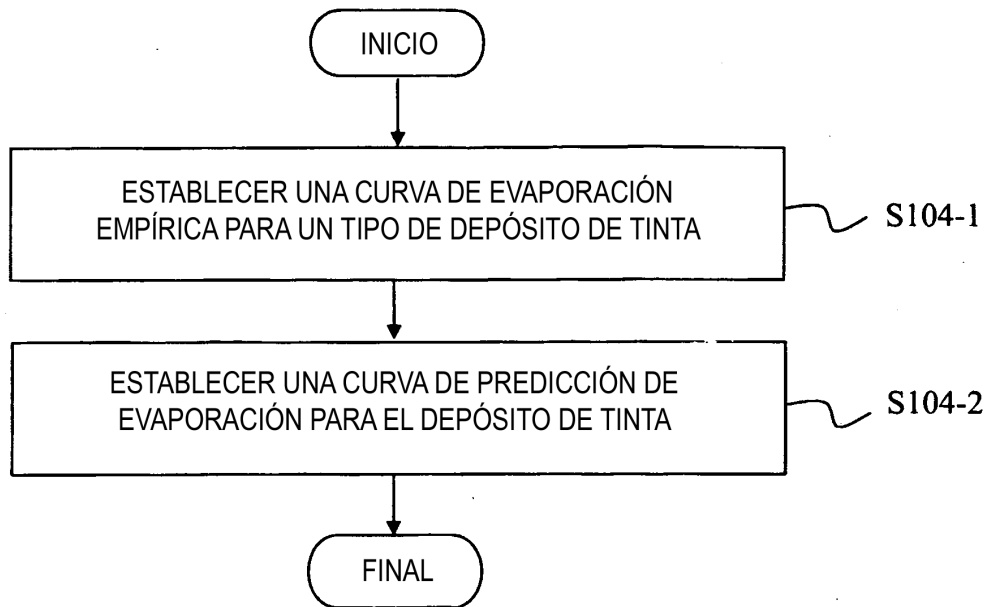 INICIO
ESTABLECER UNA CURVA DE EVAPORACIÓN
EMPÍRICA PARA UN TIPO DE DEPÓSITO DE TINTA
S104-1
ESTABLECER UNA CURVA DE PREDICCIÓN DE
EVAPORACIÓN PARA EL DEPÓSITO DE TINTA
S104-2
FINAL